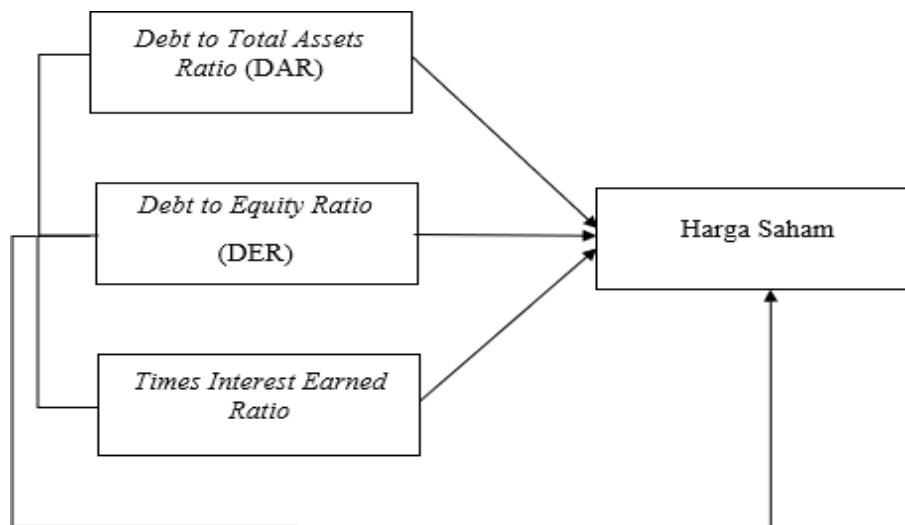 Debt to Total Assets
Ratio (DAR)
Debt to Equity Ratio
(DER)
Times Interest Earned
Ratio
Harga Saham